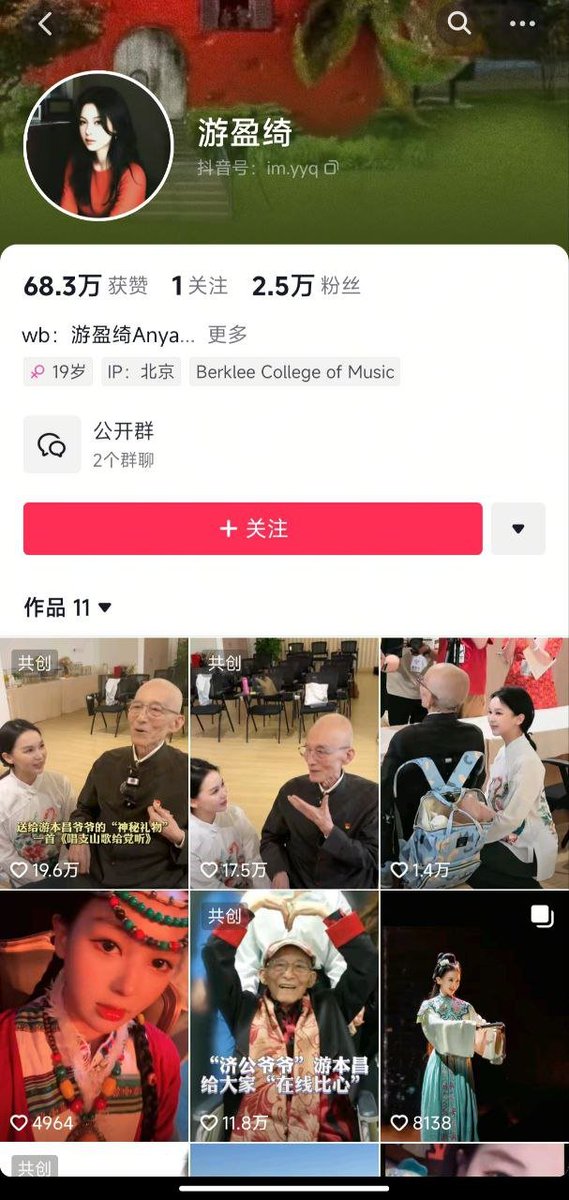 游盈绮
抖音号：im.yyq
68.3万 获赞 1 关注 2.5万 粉丝
wb：游盈绮Anya... 更多
19岁 IP：北京 Berklee College of Music
公开群
2个群聊
+ 关注
作品 11
共创
送给游本昌爷爷的“神秘礼物”
一首《唱支山歌给党听》
19.6万
共创
17.5万
1.4万
4964
共创
“济公爷爷”游本昌
给大家“在线比心”
11.8万
8138
共创